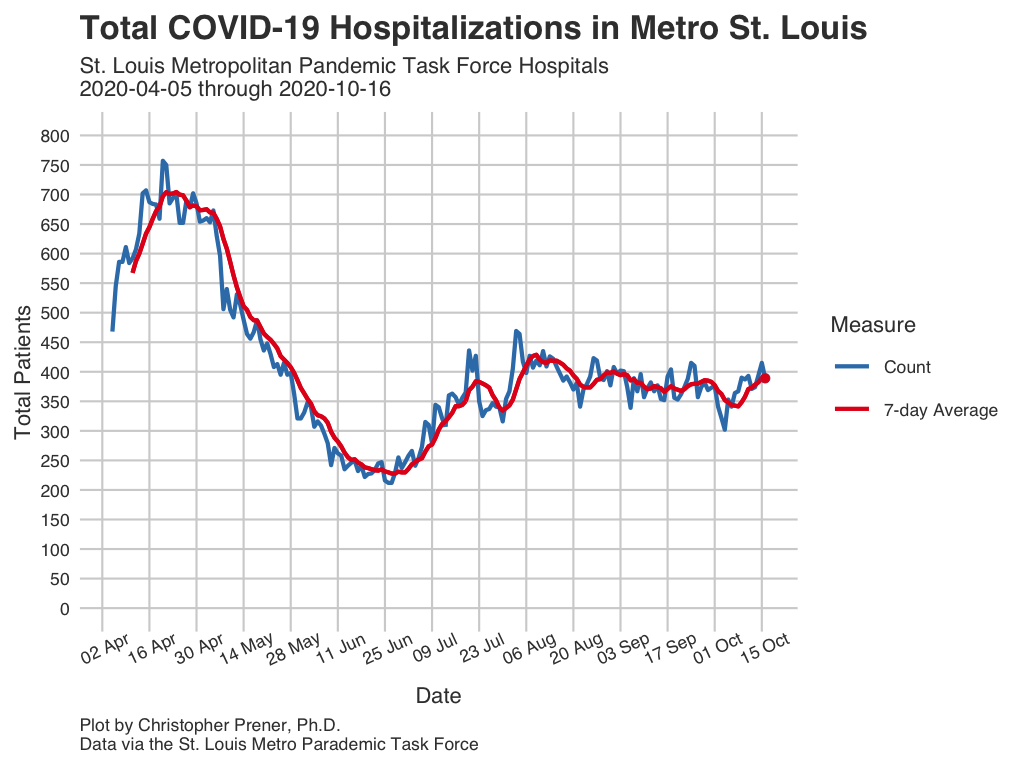 Total COVID-19 Hospitalizations in Metro St. Louis
St. Louis Metropolitan Pandemic Task Force Hospitals
2020-04-05 through 2020-10-16
800
750
700
650
600
550
500
450
400
350
300
250
200
150
100
50
0
Total Patients
02 Apr
16 Apr
30 Apr
14 May
28 May
11 Jun
25 Jun
09 Jul
23 Jul
06 Aug
20 Aug
03 Sep
17 Sep
01 Oct
15 Oct
Date
Measure
Count
7-day Average
Plot by Christopher Prener, Ph.D.
Data via the St. Louis Metro Parademic Task Force